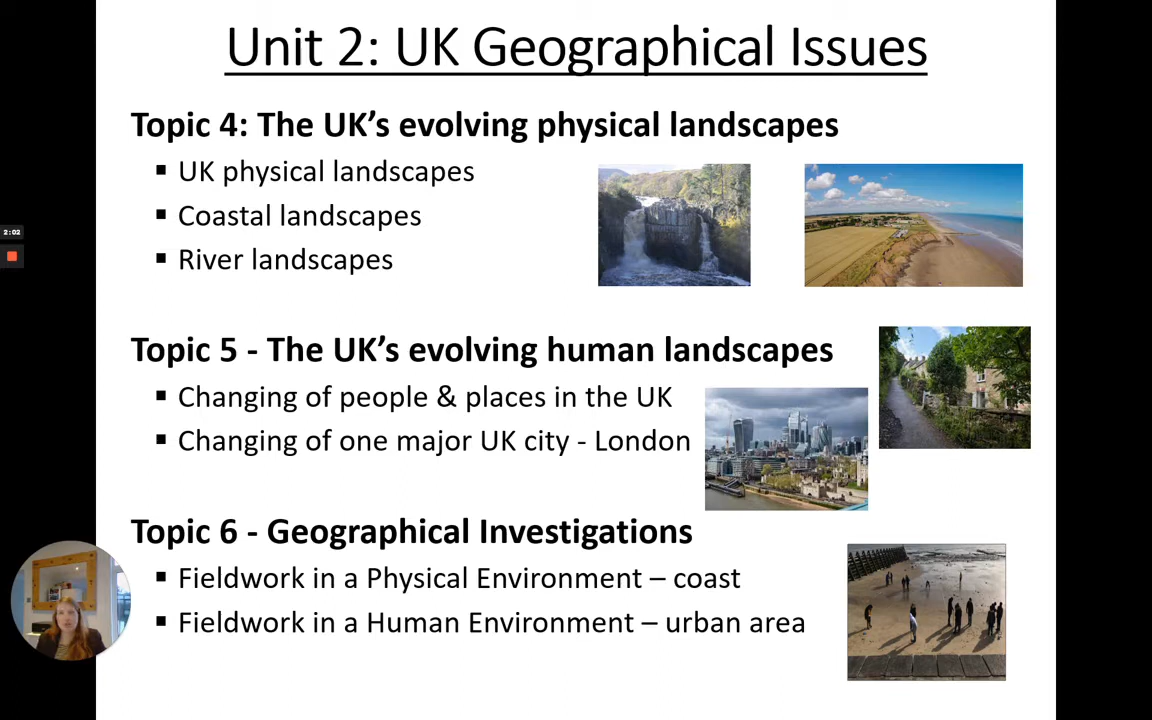 Unit 2: UK Geographical Issues
Topic 4: The UK's evolving physical landscapes
▪ UK physical landscapes
▪ Coastal landscapes
▪ River landscapes
2:02
Topic 5 - The UK's evolving human landscapes
▪ Changing of people & places in the UK
▪ Changing of one major UK city - London
Topic 6 - Geographical Investigations
▪ Fieldwork in a Physical Environment – coast
▪ Fieldwork in a Human Environment – urban area